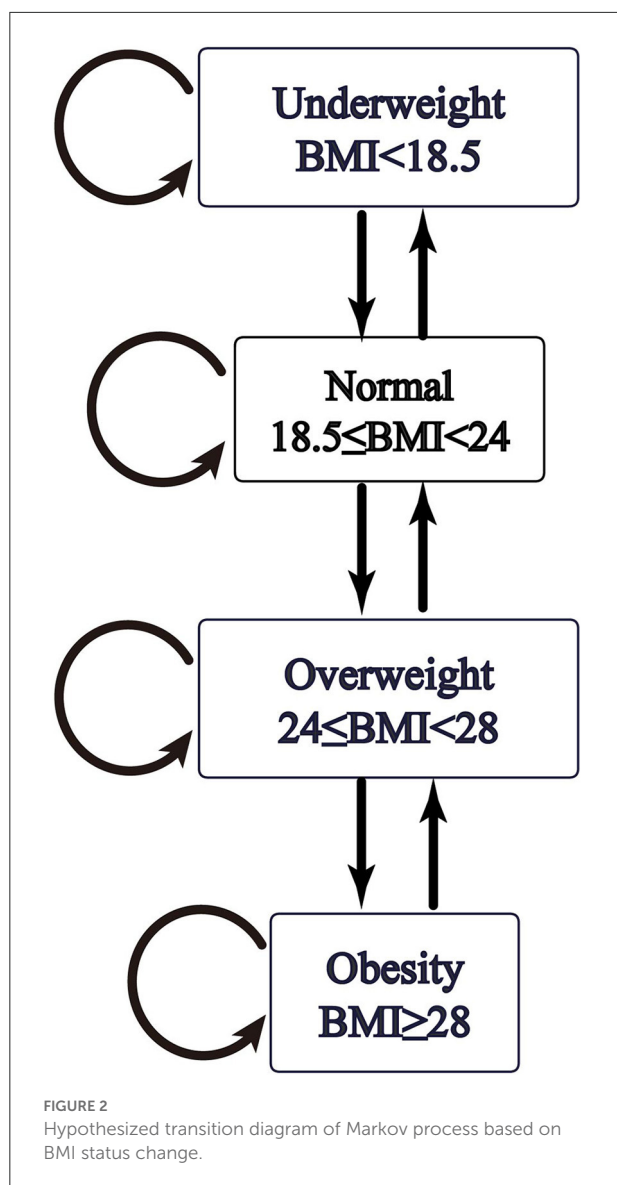 Underweight
BMI<18.5
Normal
18.5≤BMI<24
Overweight
24≤BMI<28
Obesity
BMI≥28
FIGURE 2
Hypothesized transition diagram of Markov process based on
BMI status change.